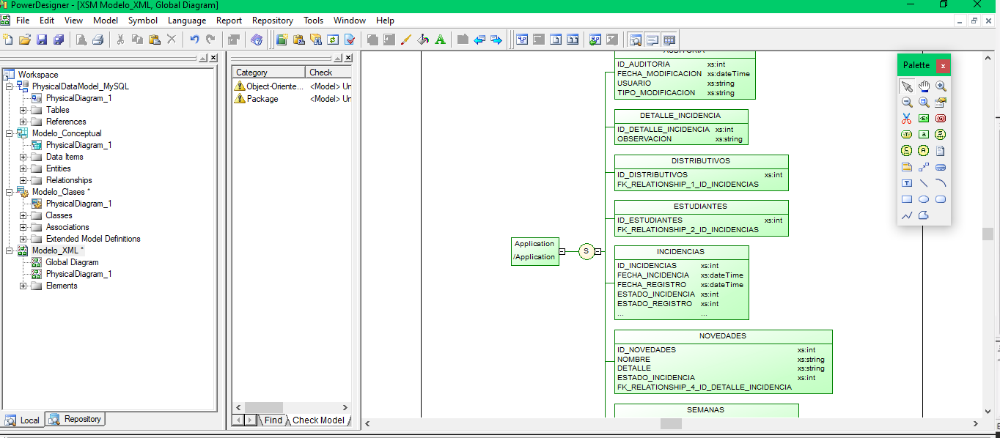 PowerDesigner - [XSM Modelo_XML, Global Diagram]
File Edit View Model Symbol Language Report Repository Tools Window Help
Workspace
PhysicalDataModel_MySQL
PhysicalDiagram_1
Tables
References
Modelo_Conceptual
PhysicalDiagram_1
Data Items
Entities
Relationships
Modelo_Clases *
PhysicalDiagram_1
Classes
Associations
Extended Model Definitions
Modelo_XML *
Global Diagram
PhysicalDiagram_1
Elements
Local Repository
Category Check
Object-Oriente... <Model> Un
Package <Model> Un
Find Check Model
Application
/Application
S
AUDITORIA
ID_AUDITORIA xs:int
FECHA_MODIFICACION xs:dateTime
USUARIO xs:string
TIPO_MODIFICACION xs:string
DETALLE_INCIDENCIA
ID_DETALLE_INCIDENCIA xs:int
OBSERVACION xs:string
DISTRIBUTIVOS
ID_DISTRIBUTIVOS xs:int
FK_RELATIONSHIP_1_ID_INCIDENCIAS
ESTUDIANTES
ID_ESTUDIANTES xs:int
FK_RELATIONSHIP_2_ID_INCIDENCIAS
INCIDENCIAS
ID_INCIDENCIAS xs:int
FECHA_INCIDENCIA xs:dateTime
FECHA_REGISTRO xs:dateTime
ESTADO_INCIDENCIA xs:int
ESTADO_REGISTRO xs:int
... ...
NOVEDADES
ID_NOVEDADES xs:int
NOMBRE xs:string
DETALLE xs:string
ESTADO_INCIDENCIA xs:int
FK_RELATIONSHIP_4_ID_DETALLE_INCIDENCIA
SEMANAS
Palette x